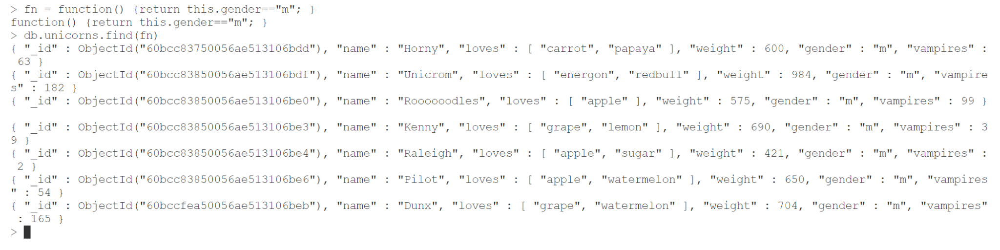 > fn = function() {return this.gender=="m"; }
function() {return this.gender=="m"; }
> db.unicorns.find(fn)
{ "_id" : ObjectId("60bcc83750056ae513106bdd"), "name" : "Horny", "loves" : [ "carrot", "papaya" ], "weight" : 600, "gender" : "m", "vampires" :
 63 }
{ "_id" : ObjectId("60bcc83850056ae513106bdf"), "name" : "Unicrom", "loves" : [ "energon", "redbull" ], "weight" : 984, "gender" : "m", "vampire
s" : 182 }
{ "_id" : ObjectId("60bcc83850056ae513106be0"), "name" : "Roooooodles", "loves" : [ "apple" ], "weight" : 575, "gender" : "m", "vampires" : 99 }
{ "_id" : ObjectId("60bcc83850056ae513106be3"), "name" : "Kenny", "loves" : [ "grape", "lemon" ], "weight" : 690, "gender" : "m", "vampires" : 3
9 }
{ "_id" : ObjectId("60bcc83850056ae513106be4"), "name" : "Raleigh", "loves" : [ "apple", "sugar" ], "weight" : 421, "gender" : "m", "vampires" :
 2 }
{ "_id" : ObjectId("60bcc83850056ae513106be6"), "name" : "Pilot", "loves" : [ "apple", "watermelon" ], "weight" : 650, "gender" : "m", "vampires
" : 54 }
{ "_id" : ObjectId("60bccfea50056ae513106beb"), "name" : "Dunx", "loves" : [ "grape", "watermelon" ], "weight" : 704, "gender" : "m", "vampires"
 : 165 }
>